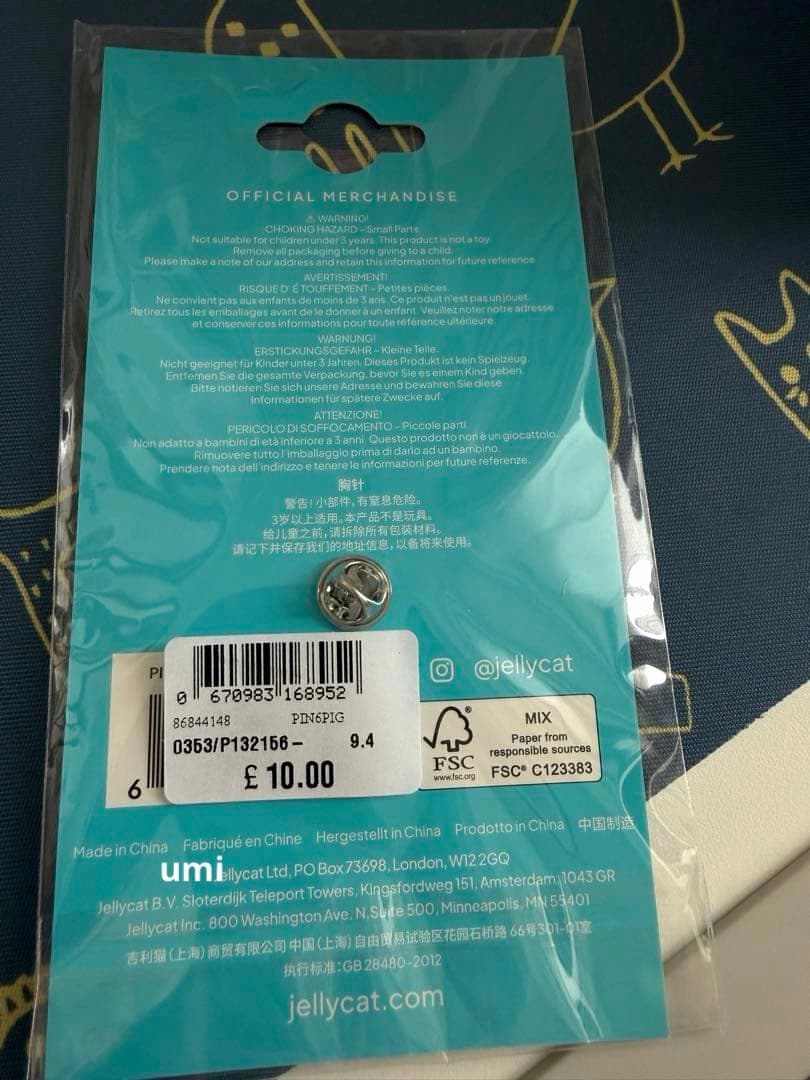 OFFICIAL MERCHANDISE
⚠ WARNING!
CHOKING HAZARD – Small Parts
Not suitable for children under 3 years. This product is not a toy.
Remove all packaging before giving to a child.
Please make a note of our address and retain this information for future reference
AVERTISSEMENT!
RISQUE D' ÉTOUFFEMENT – Petites pièces.
Ne convient pas aux enfants de moins de 3 ans. Ce produit n'est pas un jouet.
Retirez tous les emballages avant de le donner à un enfant. Veuillez noter notre adresse
et conserver ces informations pour toute référence ultérieure.
WARNUNG!
ERSTICKUNGSGEFAHR – Kleine Teile.
Nicht geeignet für Kinder unter 3 Jahren. Dieses Produkt ist kein Spielzeug.
Entfernen Sie die gesamte Verpackung, bevor Sie es einem Kind geben.
Bitte notieren Sie sich unsere Adresse und bewahren Sie diese
Informationen für spätere Zwecke auf.
ATTENZIONE!
PERICOLO DI SOFFOCAMENTO – Piccole parti
Non adatto a bambini di età inferiore a 3 anni. Questo prodotto non è un giocattolo.
Rimuovere tutto l'imballaggio prima di darlo ad un bambino.
Prendere nota dell'indirizzo e tenere le informazioni per future referenze.
胸针
警告! 小部件，有窒息危险。
3岁以上适用。本产品不是玩具。
给儿童之前，请拆除所有包装材料。
请记下并保存我们的地址信息，以备将来使用。
PI
6
0 670983 168952
86844148 PIN6PIG
0353/P132156– 9.4
£ 10.00
@jellycat
FSC
www.fsc.org
MIX
Paper from
responsible sources
FSC® C123383
Made in China Fabriqué en Chine Hergestellt in China Prodotto in China 中国制造
umi
ellycat Ltd, PO Box 73698, London, W12 2GQ
Jellycat B.V. Sloterdijk Teleport Towers, Kingsfordweg 151, Amsterdam, 1043 GR
Jellycat Inc. 800 Washington Ave. N, Suite 500, Minneapolis, MN 55401
吉利猫（上海）商贸有限公司 中国（上海）自由贸易试验区花园石桥路 66号301-01室
执行标准：GB 28480-2012
jellycat.com